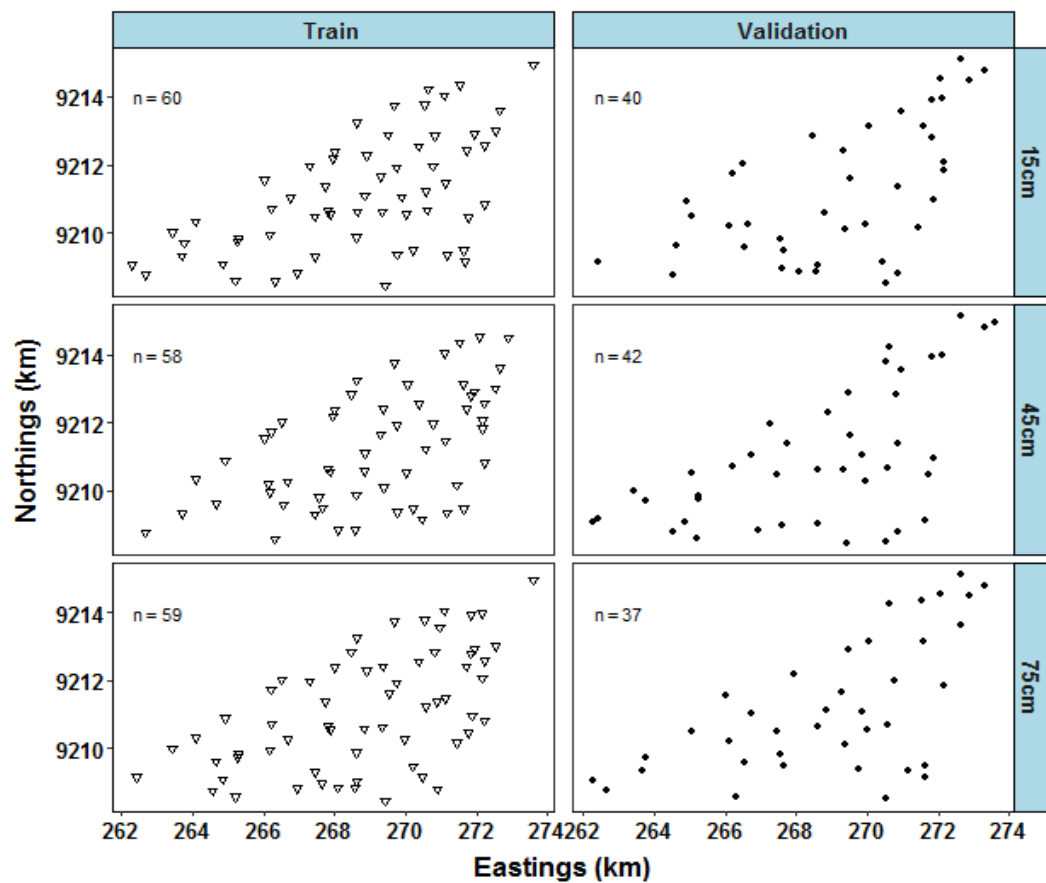 Train Validation
9214
9212
9210
n = 60
n = 40
15cm
9214
9212
9210
n = 58
n = 42
45cm
9214
9212
9210
n = 59
n = 37
75cm
262 264 266 268 270 272 274 262 264 266 268 270 272 274
Eastings (km)
Northings (km)